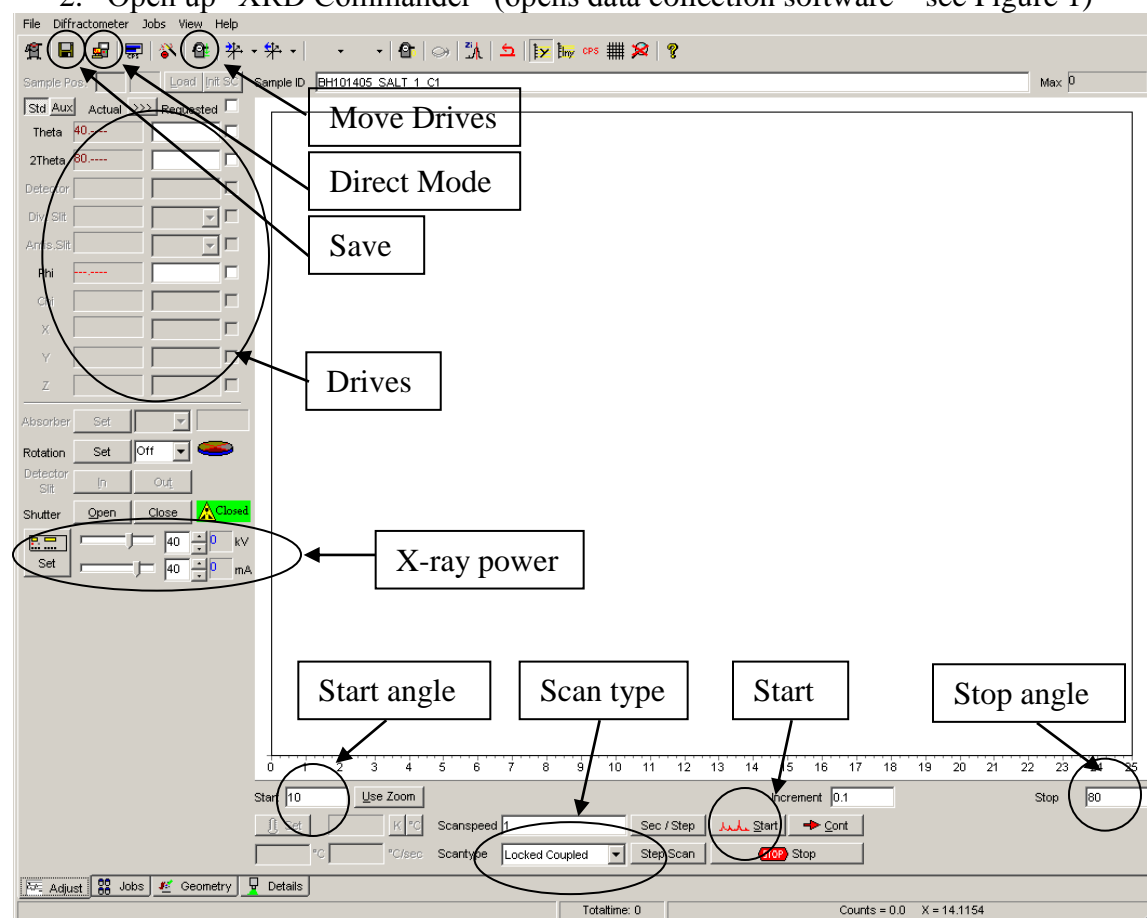 2. Open up "XRD Commander" (opens data collection software – see Figure 1)
File Diffractometer Jobs View Help
Sample Pos. Load Init SC Sample ID BH101405_SALT_1_C1 Max 0
Std Aux Actual >>> Requested
Move Drives
Theta 40.----
2Theta 80.----
Direct Mode
Detector
Div. Slit
Save
Antis.Slit
Phi ---.----
Chi
X
Y
Drives
Z
Absorber Set
Rotation Set Off
Detector Slit In Out
Shutter Open Close Closed
40 0 kV
X-ray power
Set 40 0 mA
Start angle Scan type Start Stop angle
0 1 2 3 4 5 6 7 8 9 10 11 12 13 14 15 16 17 18 19 20 21 22 23 24 25
Start 10 Use Zoom Increment 0.1 Stop 80
Set K °C Scanspeed 1 Sec / Step Start Cont
°C °C/sec Scantype Locked Coupled Step Scan STOP Stop
Adjust Jobs Geometry Details
Totaltime: 0 Counts = 0.0 X = 14.1154